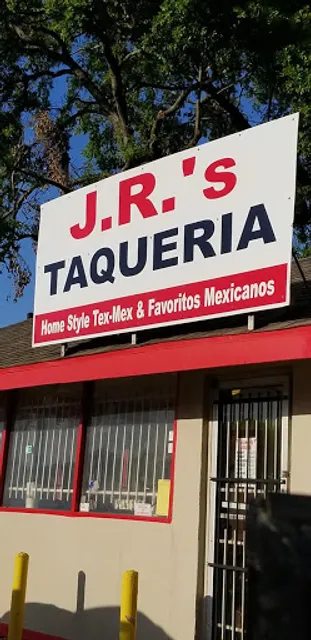 J.R.'s
TAQUERIA
Home Style Tex-Mex & Favoritos Mexicanos